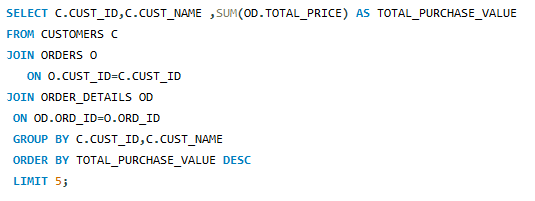 SELECT C.CUST_ID,C.CUST_NAME ,SUM(OD.TOTAL_PRICE) AS TOTAL_PURCHASE_VALUE
FROM CUSTOMERS C
JOIN ORDERS O
ON O.CUST_ID=C.CUST_ID
JOIN ORDER_DETAILS OD
ON OD.ORD_ID=O.ORD_ID
GROUP BY C.CUST_ID,C.CUST_NAME
ORDER BY TOTAL_PURCHASE_VALUE DESC
LIMIT 5;